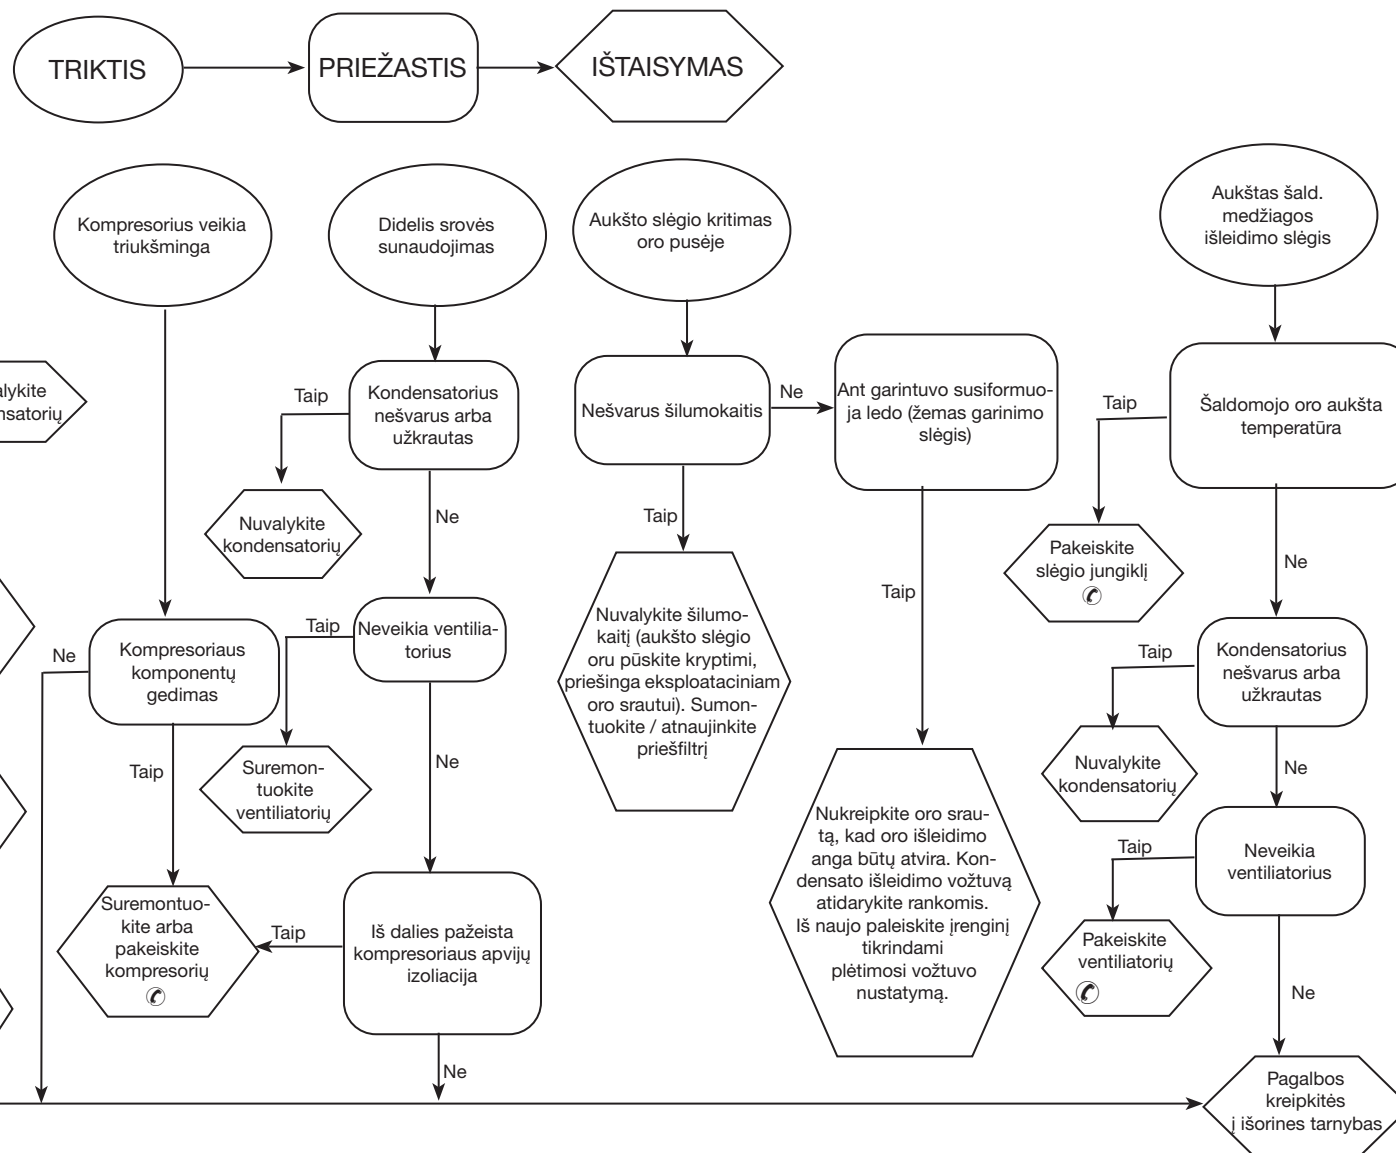 TRIKTIS
PRIEŽASTIS
IŠTAISYMAS
Kompresorius veikia
triukšminga
Didelis srovės
sunaudojimas
Aukšto slėgio kritimas
oro pusėje
Aukštas šald.
medžiagos
išleidimo slėgis
alykite
nsatorių
Taip
Kondensatorius
nešvarus arba
užkrautas
Nešvarus šilumokaitis
Ne
Ant garintuvo susiformuo-
ja ledo (žemas garinimo
slėgis)
Taip
Šaldomojo oro aukšta
temperatūra
Nuvalykite
kondensatorių
Ne
Taip
Taip
Pakeiskite
slėgio jungiklį
Ne
Ne
Kompresoriaus
komponentų
gedimas
Taip
Neveikia ventilia-
torius
Nuvalykite šilumo-
kaitį (aukšto slėgio
oru pūskite kryptimi,
priešinga eksploataciniam
oro srautui). Sumon-
tuokite / atnaujinkite
priešfiltrį
Taip
Kondensatorius
nešvarus arba
užkrautas
Taip
Suremon-
tuokite
ventiliatorių
Ne
Nuvalykite
kondensatorių
Ne
Nukreipkite oro srau-
tą, kad oro išleidimo
anga būtų atvira. Kon-
densato išleidimo vožtuvą
atidarykite rankomis.
Iš naujo paleiskite įrenginį
tikrindami
plėtimosi vožtuvo
nustatymą.
Taip
Neveikia
ventiliatorius
Suremontuo-
kite arba
pakeiskite
kompresorių
Taip
Iš dalies pažeista
kompresoriaus apvijų
izoliacija
Pakeiskite
ventiliatorių
Ne
Ne
Pagalbos
kreipkitės
į išorines tarnybas